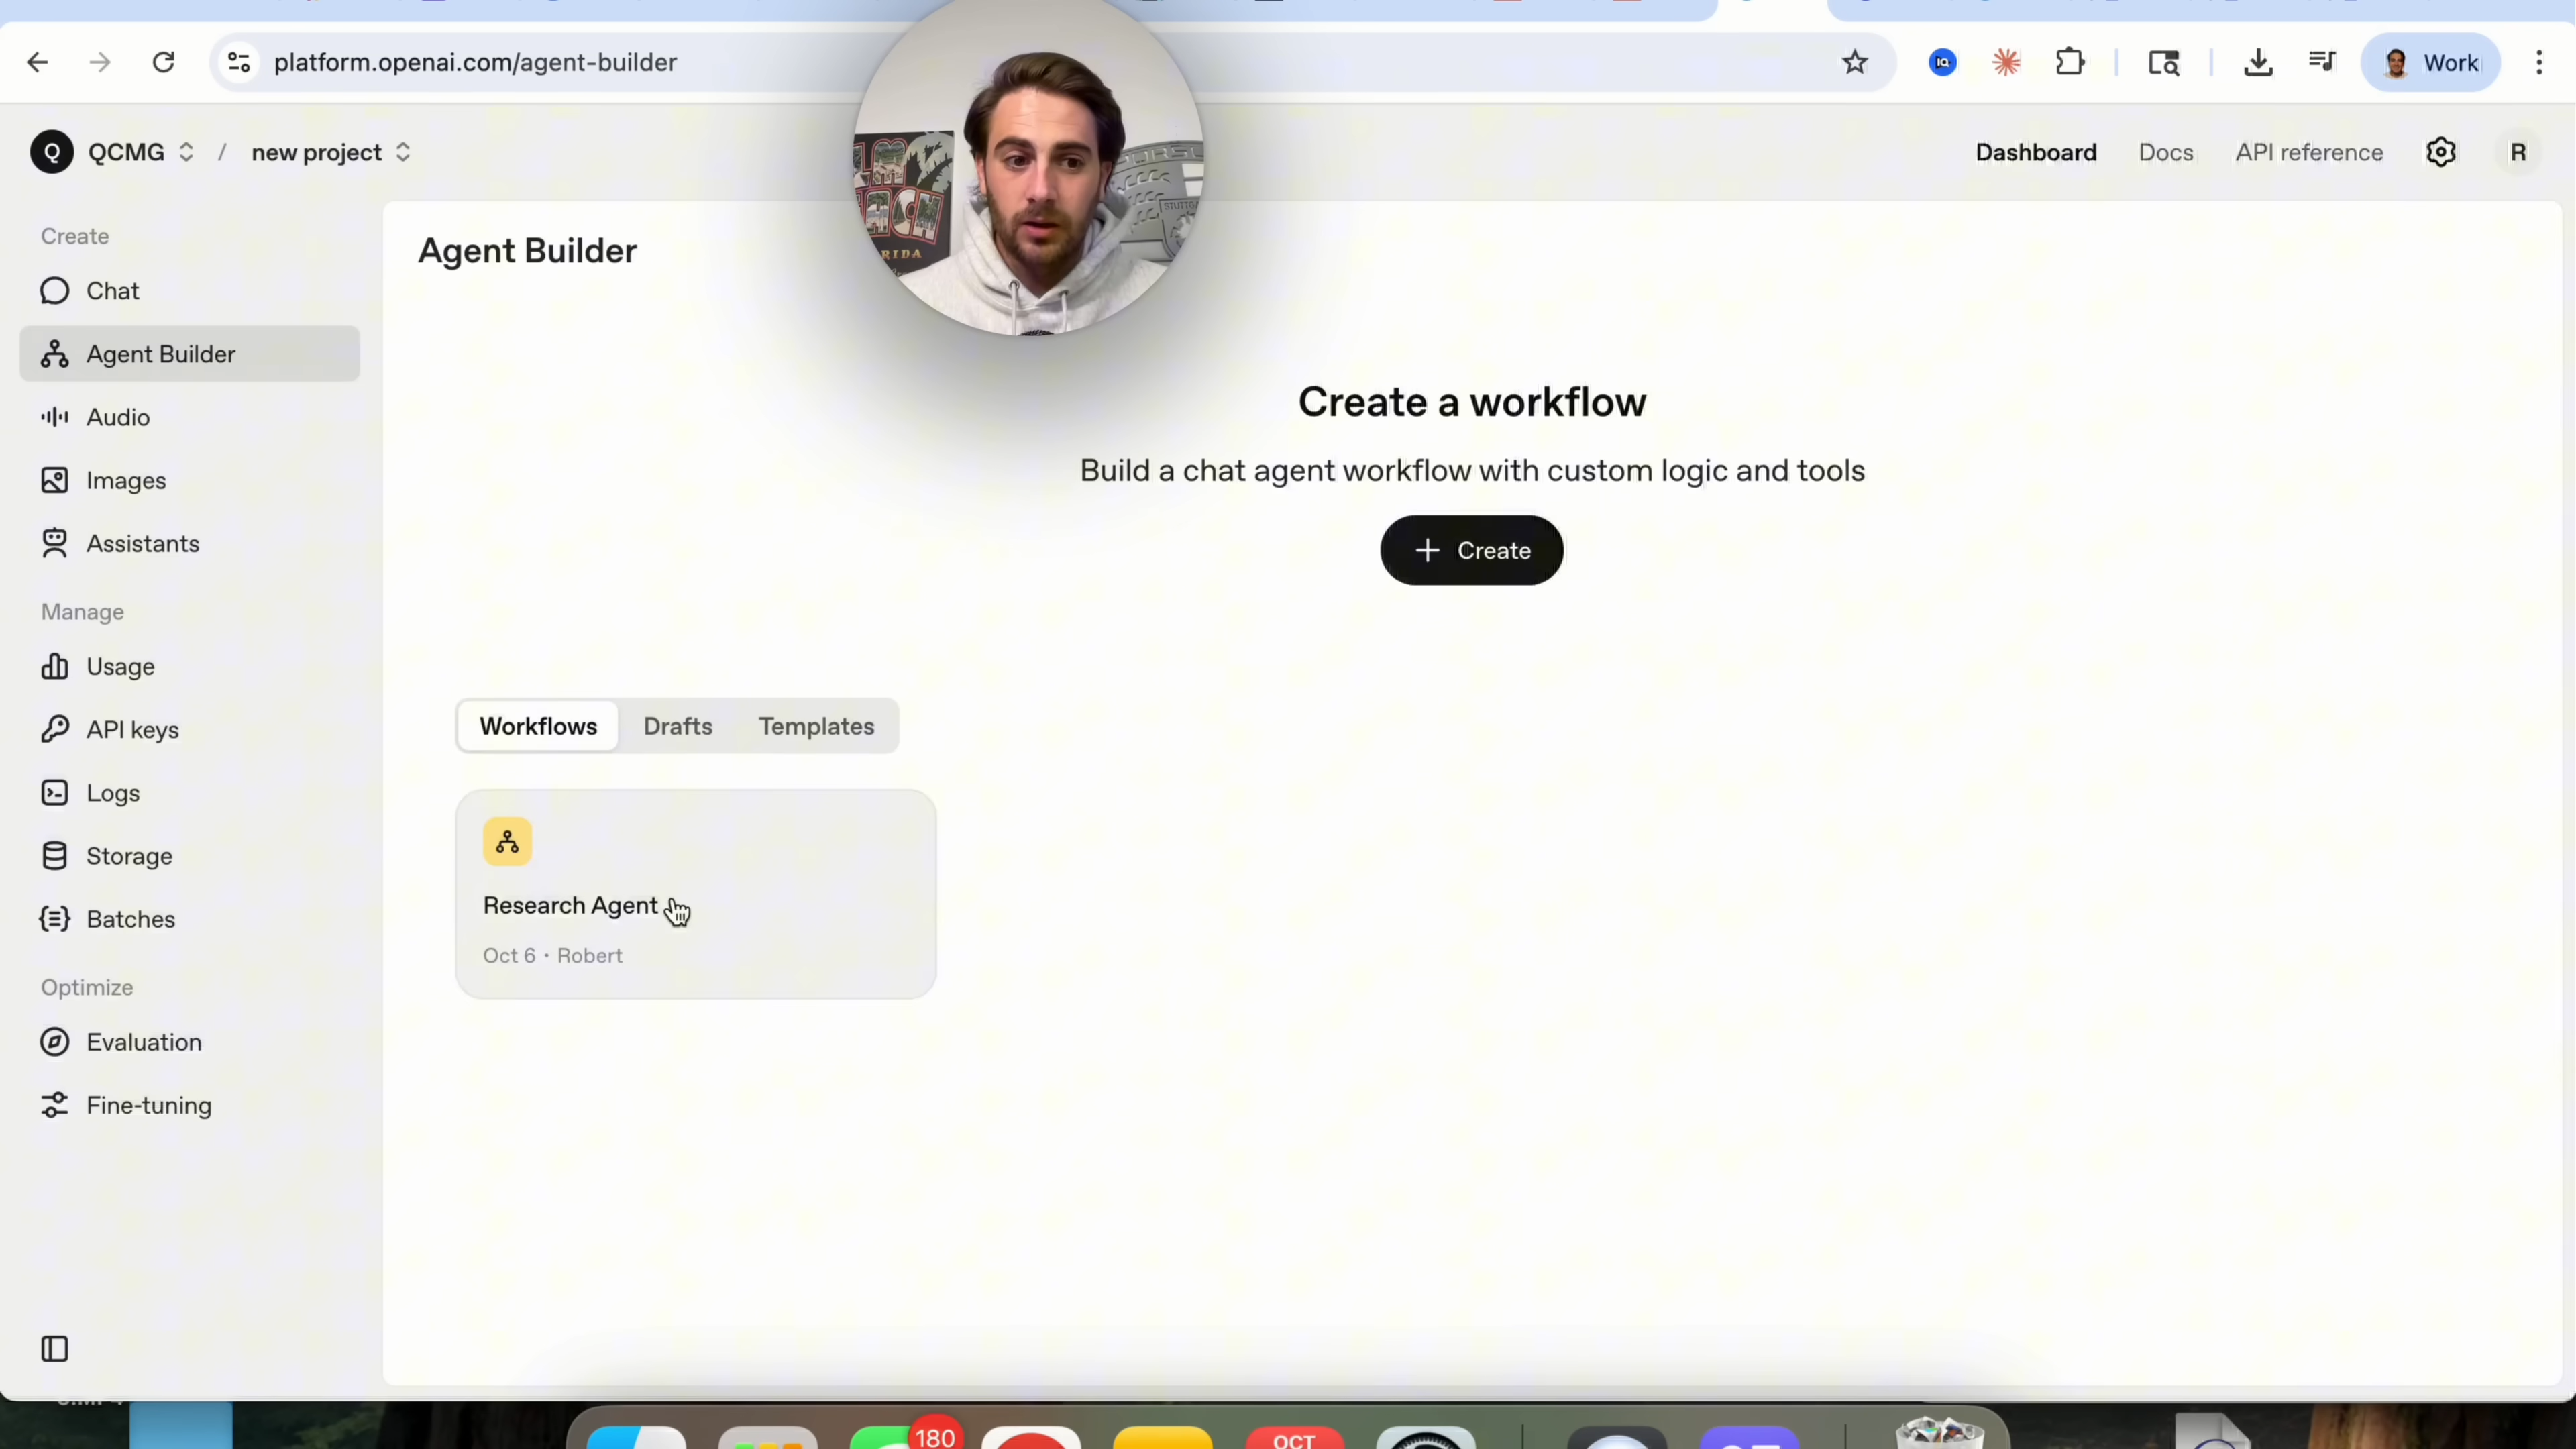 platform.openai.com/agent-builder
Work
Q QCMG / new project
Dashboard Docs API reference R
Create
Chat
Agent Builder
Audio
Images
Assistants
Manage
Usage
API keys
Logs
Storage
Batches
Optimize
Evaluation
Fine-tuning
Agent Builder
RIDA
Create a workflow
Build a chat agent workflow with custom logic and tools
+ Create
Workflows Drafts Templates
Research Agent
Oct 6 • Robert
180
OCT